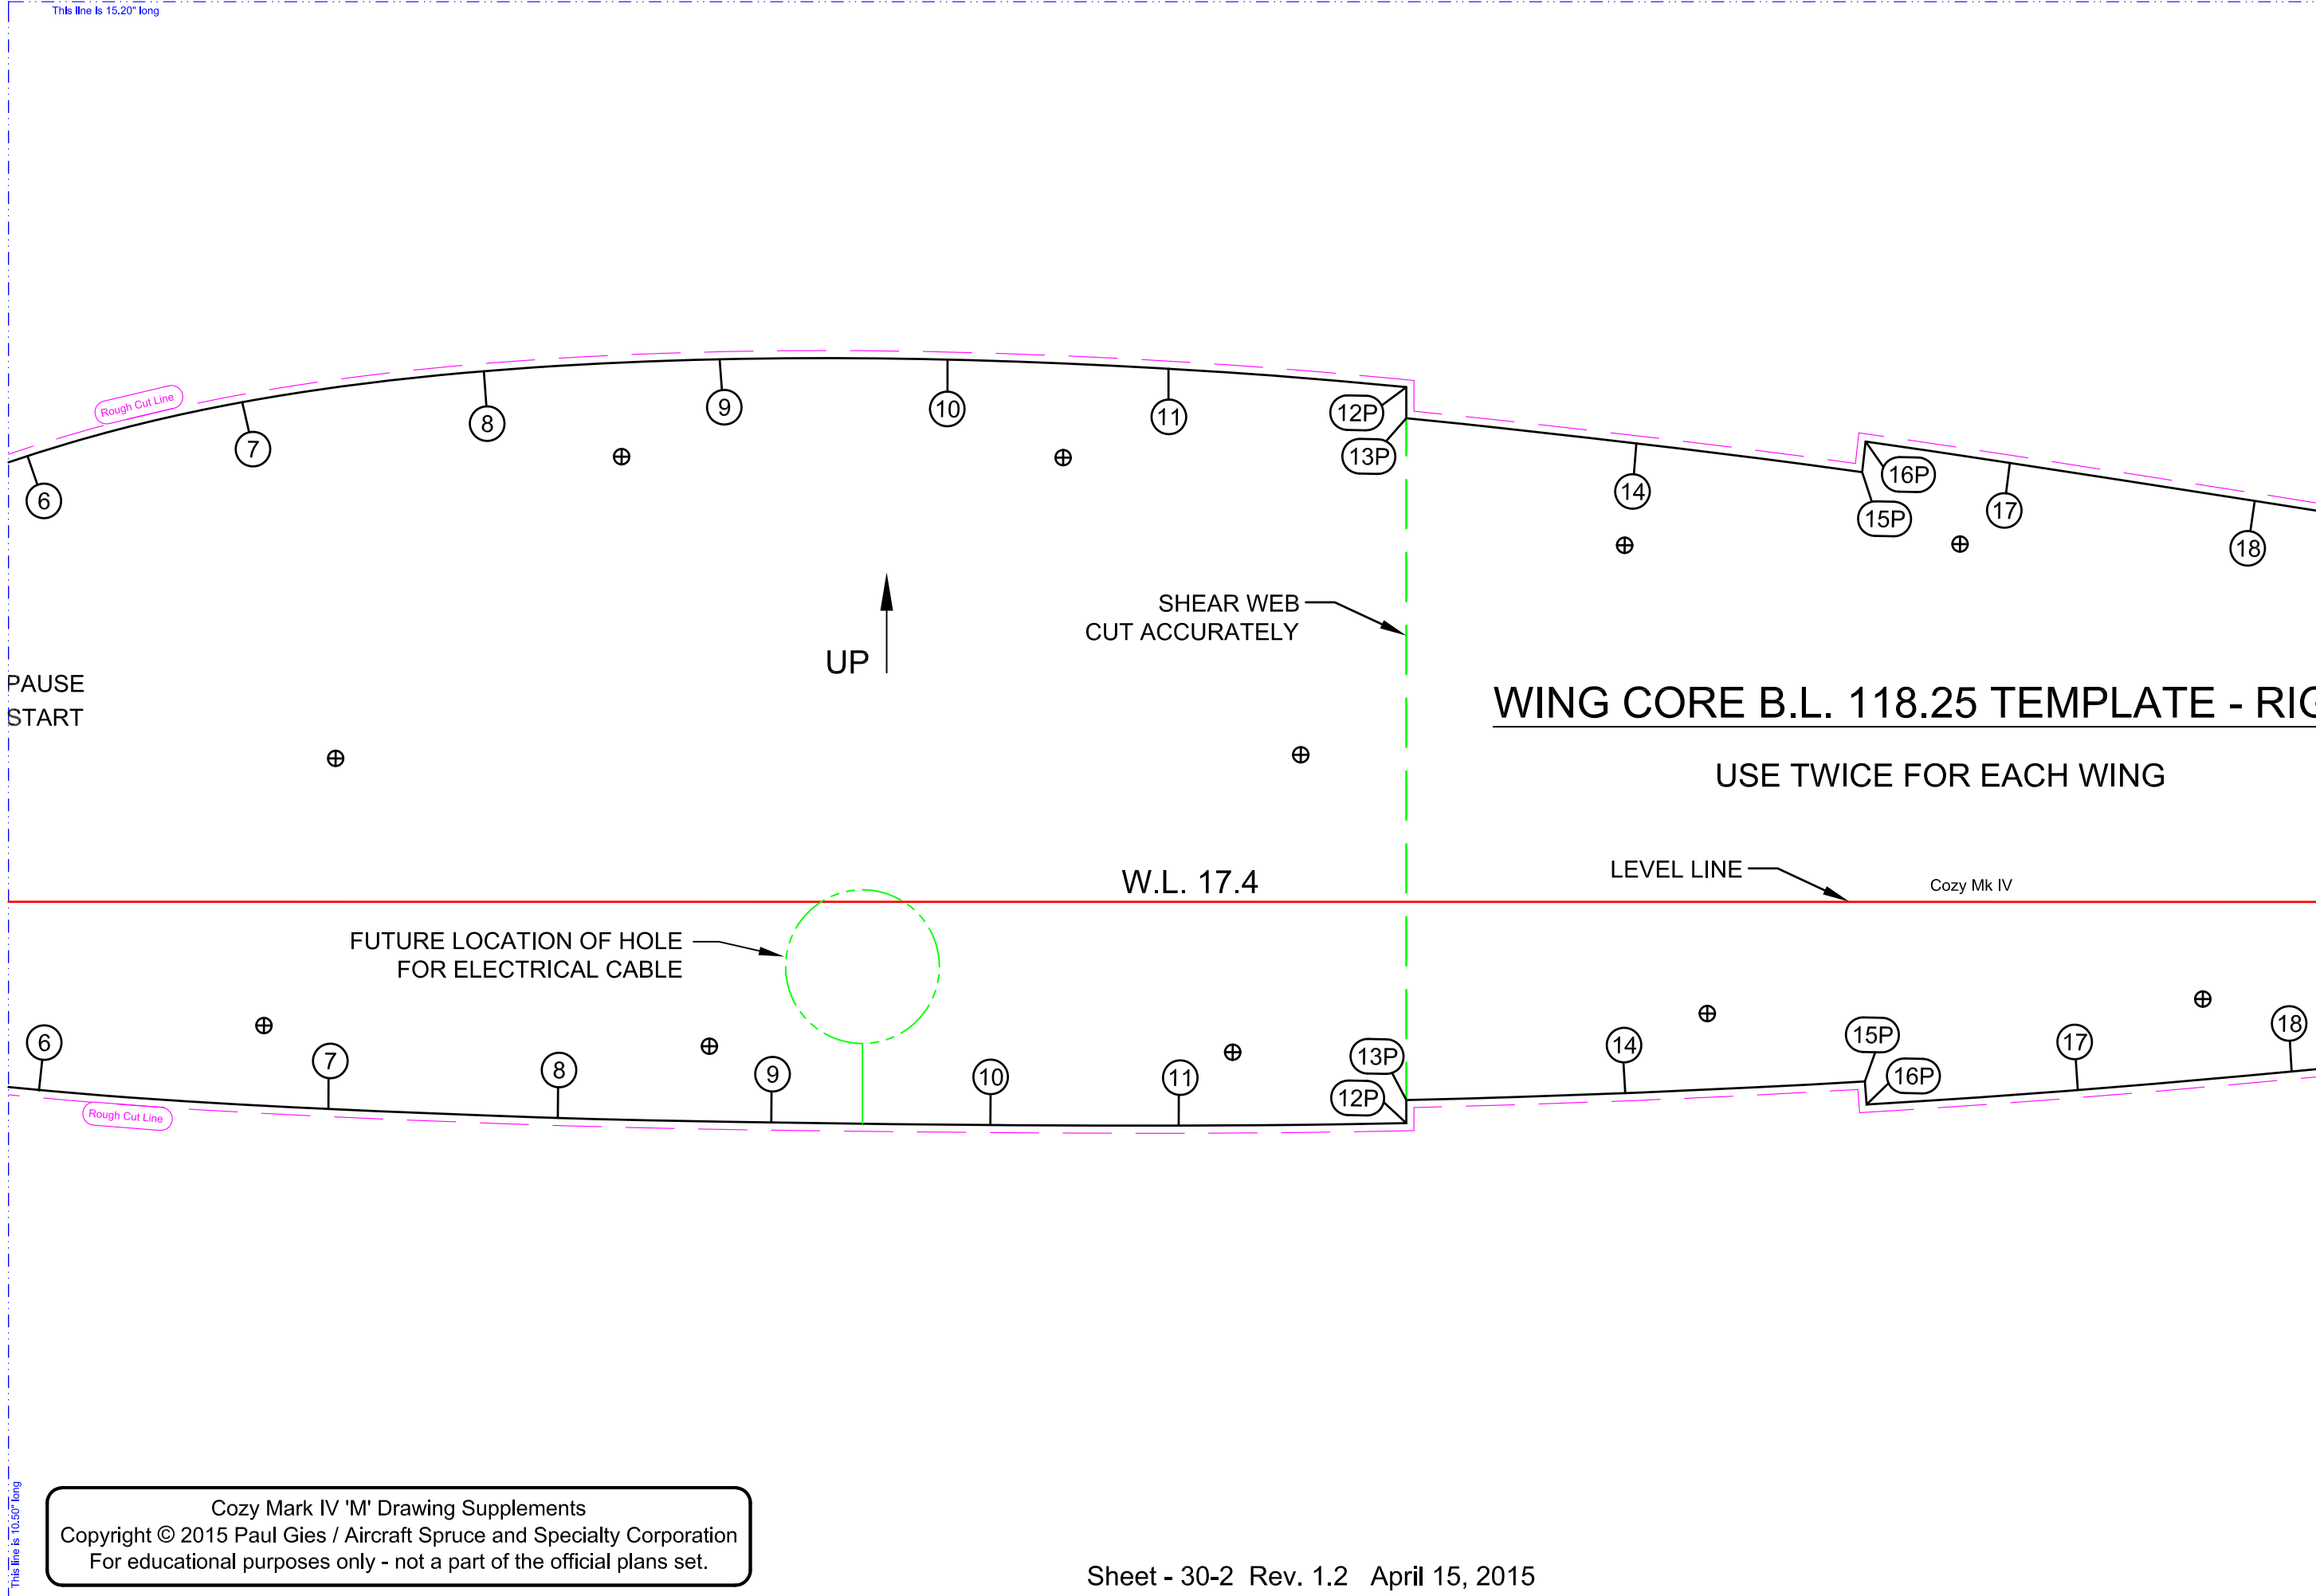 This line is 15.20" long
Rough Cut Line
6
7
8
9
10
11
12P
13P
14
15P
16P
17
18
SHEAR WEB
CUT ACCURATELY
UP
PAUSE
START
WING CORE B.L. 118.25 TEMPLATE - RIG
USE TWICE FOR EACH WING
W.L. 17.4
LEVEL LINE
Cozy Mk IV
FUTURE LOCATION OF HOLE
FOR ELECTRICAL CABLE
6
7
8
9
10
11
12P
13P
14
15P
16P
17
18
Rough Cut Line
This line is 10.50" long
Cozy Mark IV 'M' Drawing Supplements
Copyright © 2015 Paul Gies / Aircraft Spruce and Specialty Corporation
For educational purposes only - not a part of the official plans set.
Sheet - 30-2 Rev. 1.2 April 15, 2015